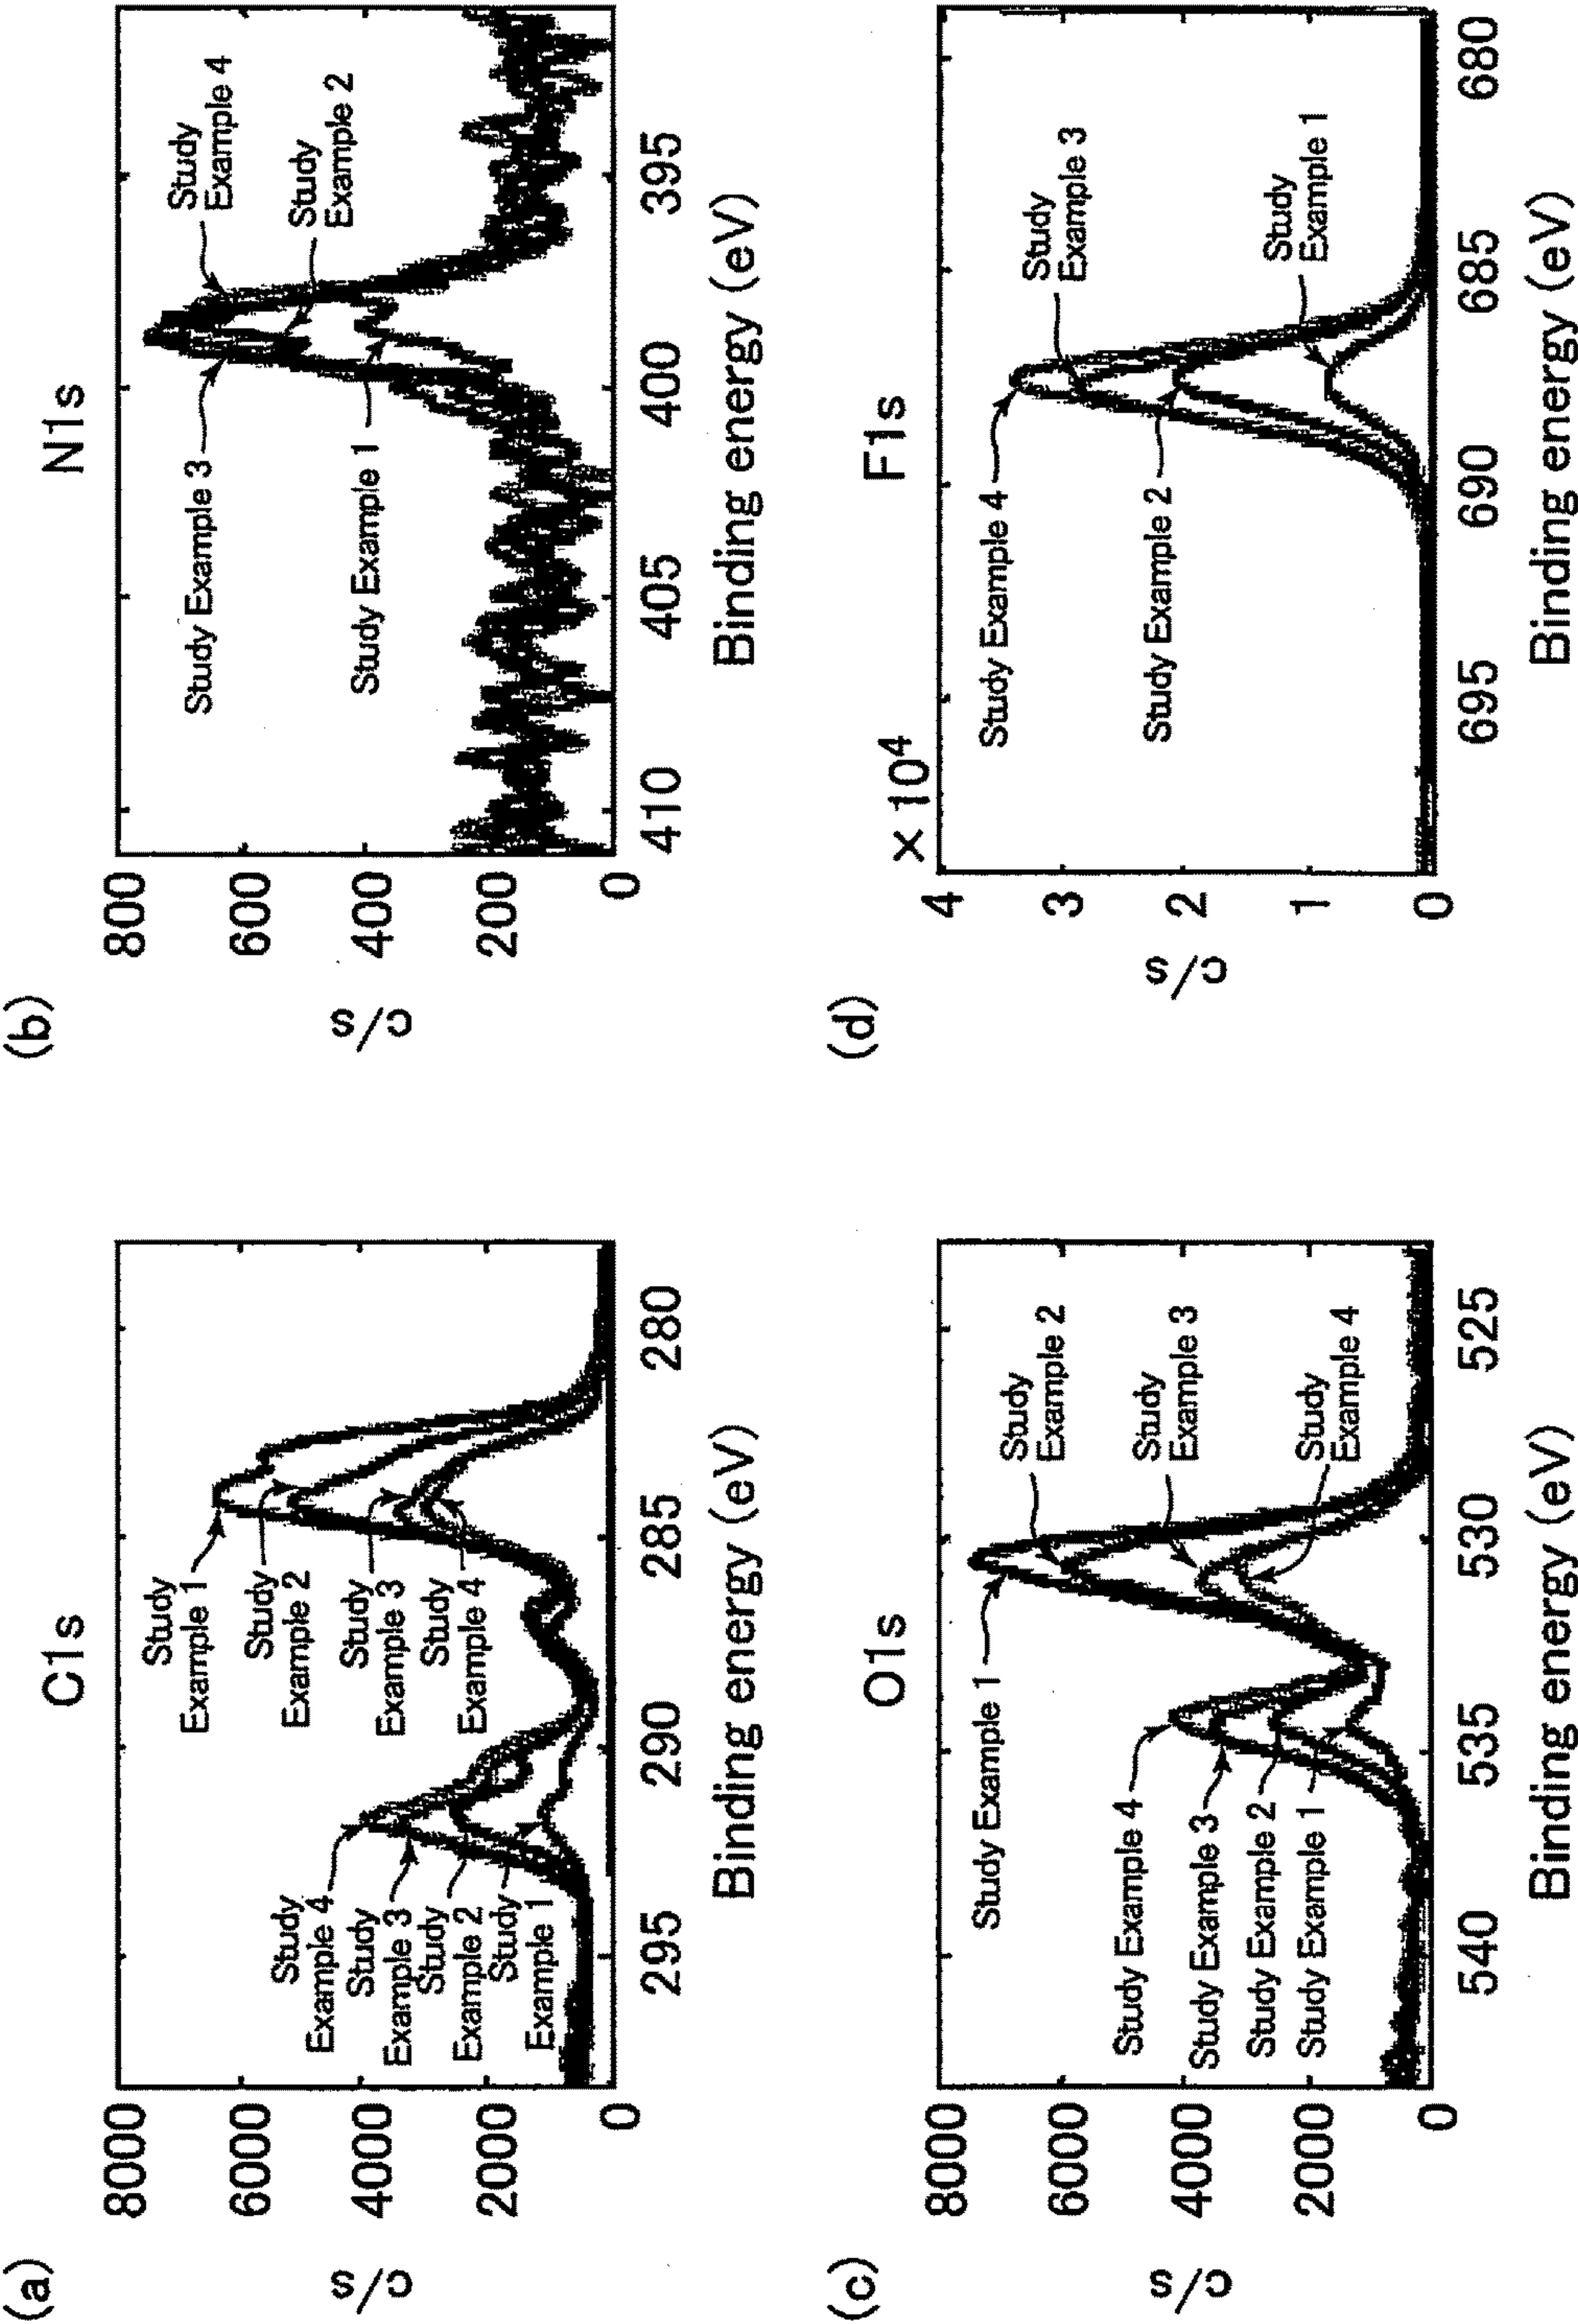 (a)
C1s
c/s
8000
6000
4000
2000
0
Study
Example 1
Study
Example 2
Study
Example 3
Study
Example 4
Study
Example 4
Study
Example 3
Study
Example 2
Study
Example 1
295
290
285
280
Binding energy (eV)
(b)
N1s
c/s
800
600
400
200
0
Study
Example 4
Study
Example 2
Study Example 3
Study Example 1
410
405
400
395
Binding energy (eV)
(c)
O1s
c/s
8000
6000
4000
2000
0
Study Example 1
Study
Example 2
Study
Example 3
Study
Example 4
Study Example 4
Study Example 3
Study Example 2
Study Example 1
540
535
530
525
Binding energy (eV)
(d)
F1s
× 10⁴
c/s
4
3
2
1
0
Study Example 4
Study
Example 3
Study Example 2
Study
Example 1
695
690
685
680
Binding energy (eV)